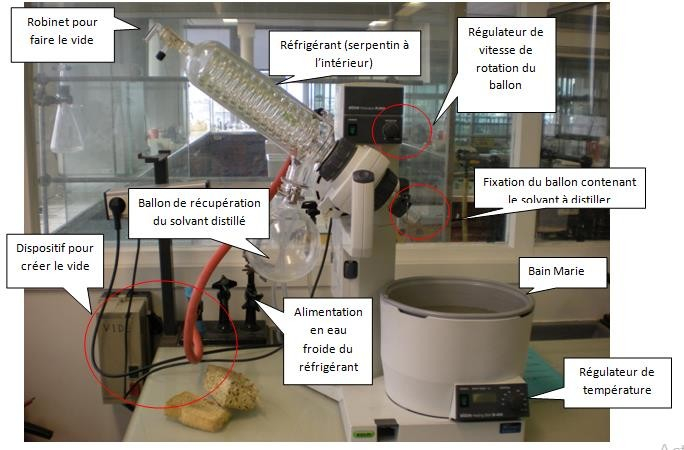 Robinet pour
faire le vide
Réfrigérant (serpentin à
l'intérieur)
Régulateur de
vitesse de
rotation du
ballon
Ballon de récupération
du solvant distillé
Fixation du ballon contenant
le solvant à distiller
Dispositif pour
créer le vide
Bain Marie
VIDE
Alimentation
en eau
froide du
réfrigérant
Régulateur de
température